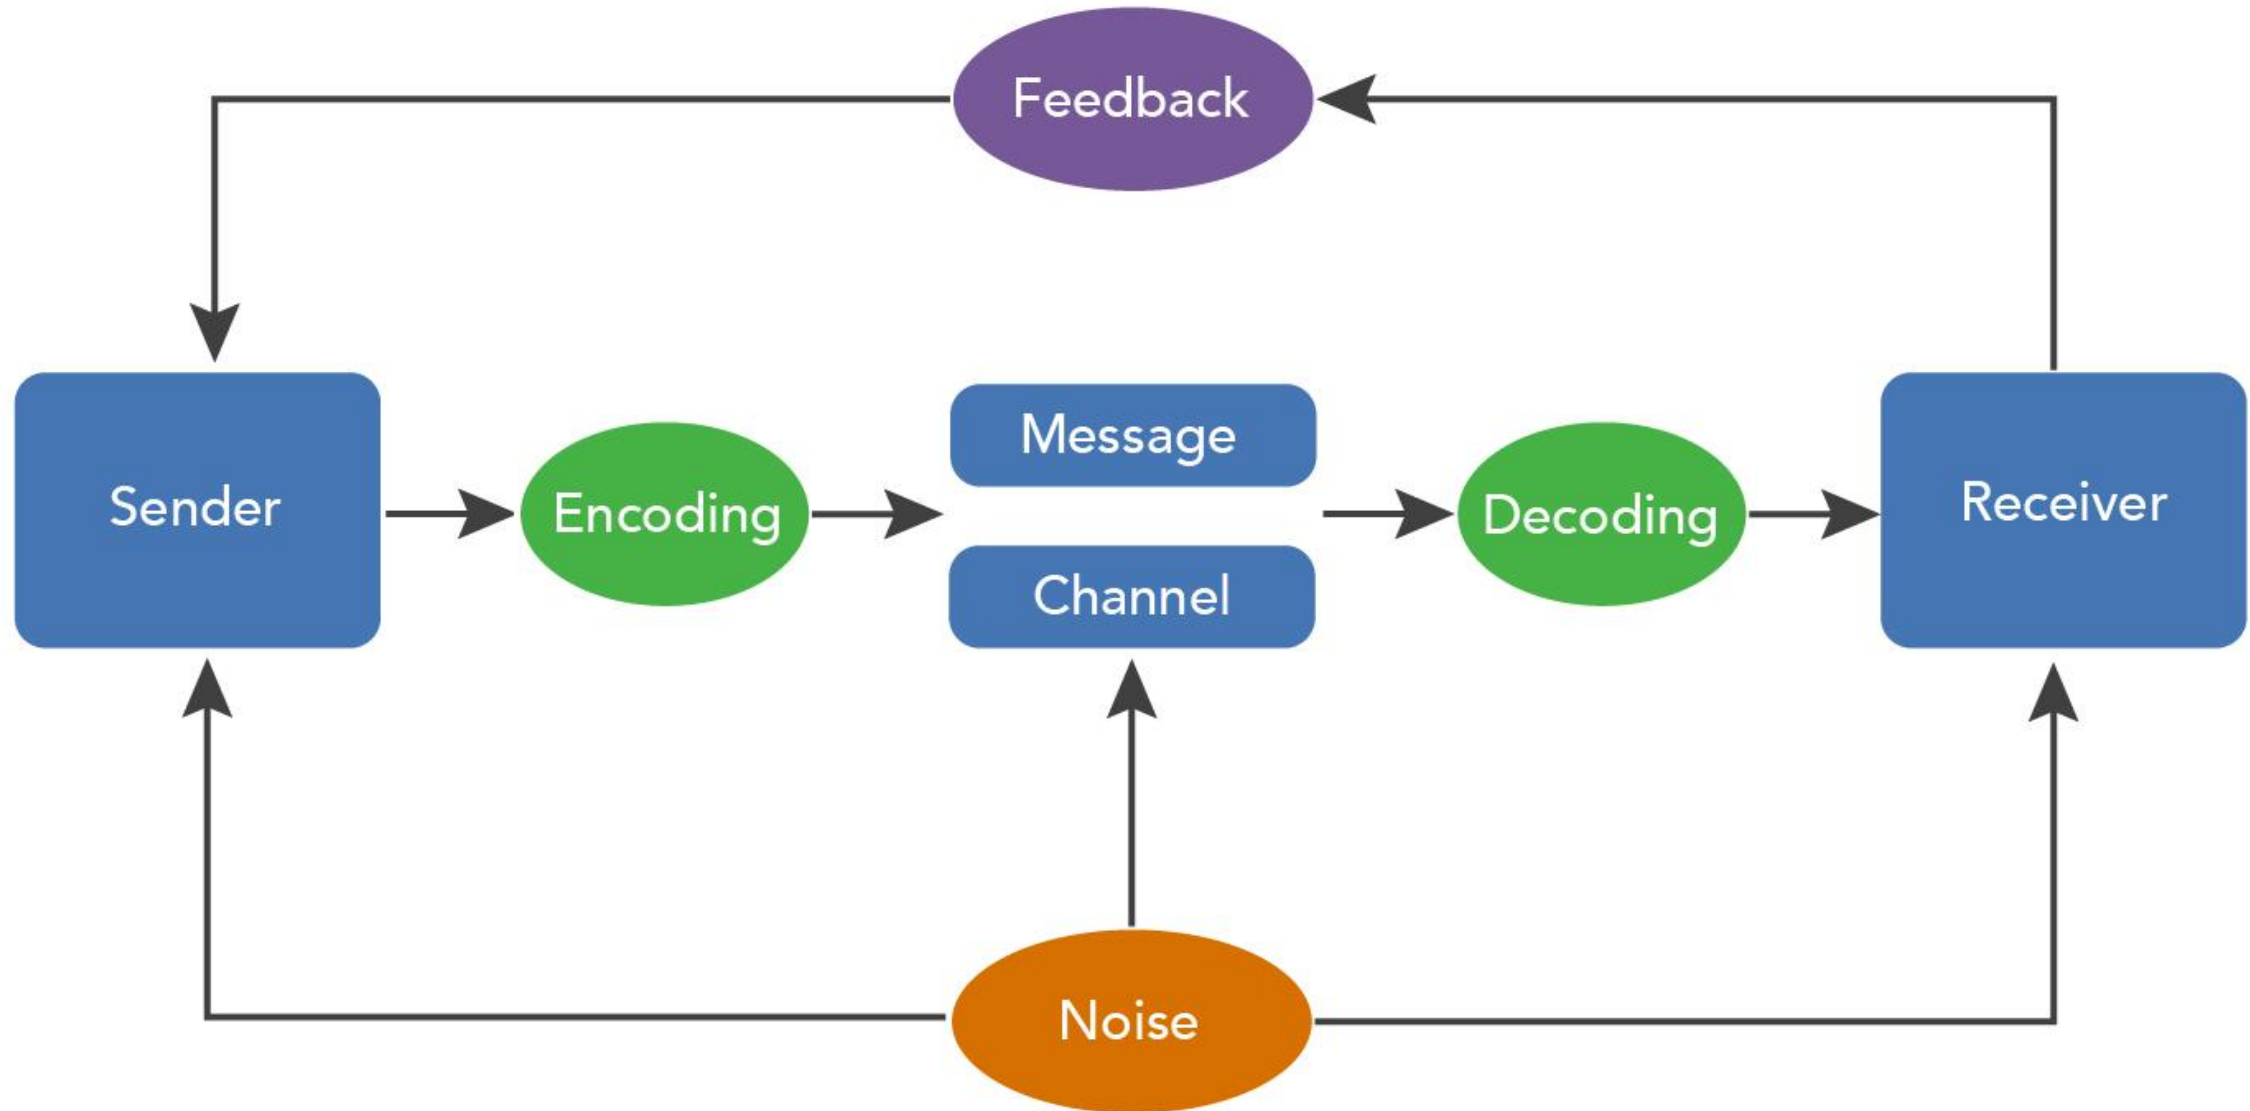 Feedback
Sender
Encoding
Message
Channel
Decoding
Receiver
Noise